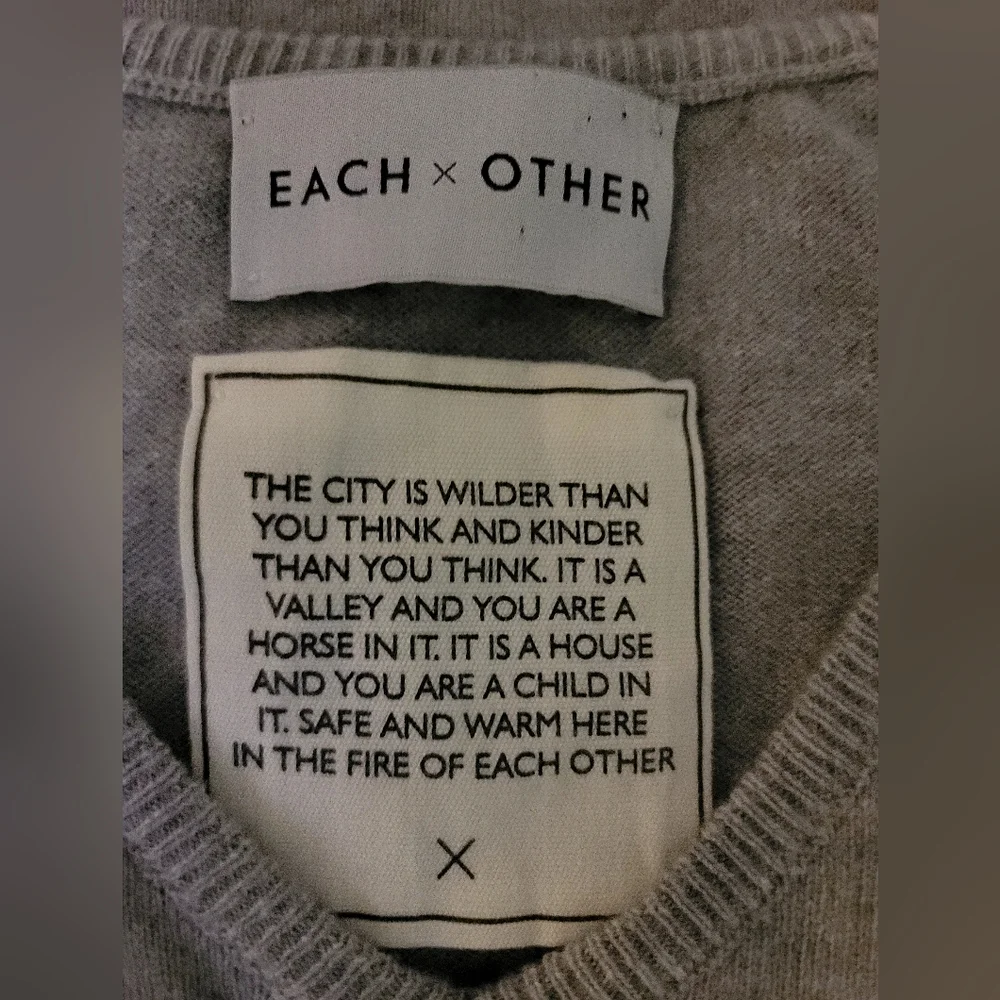 EACH × OTHER
THE CITY IS WILDER THAN
YOU THINK AND KINDER
THAN YOU THINK. IT IS A
VALLEY AND YOU ARE A
HORSE IN IT. IT IS A HOUSE
AND YOU ARE A CHILD IN
IT. SAFE AND WARM HERE
IN THE FIRE OF EACH OTHER
X